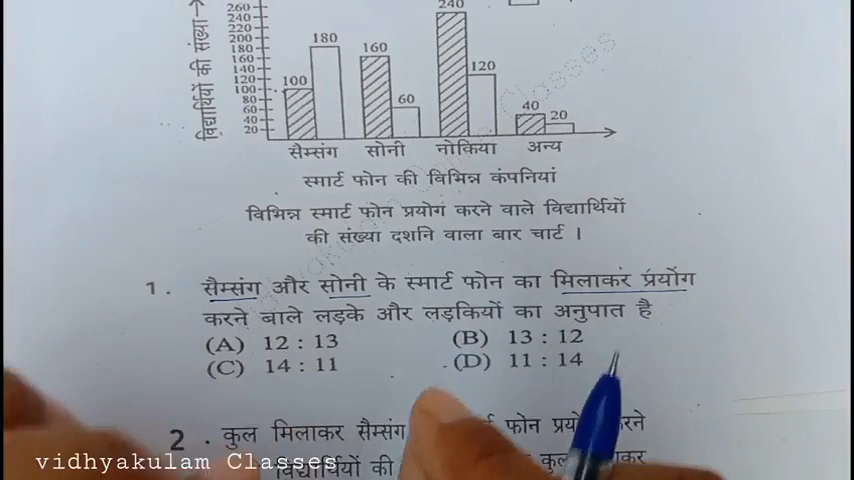 260
240
220
200
180
160
140
120
100
80
60
40
20
विद्यार्थियों की संख्या
100
180
160
60
240
120
40
20
सैम्संग सोनी नोकिया अन्य
स्मार्ट फोन की विभिन्न कंपनियां
विभिन्न स्मार्ट फोन प्रयोग करने वाले विद्यार्थियों
की संख्या दर्शाने वाला बार चार्ट ।
1 . सैम्संग और सोनी के स्मार्ट फोन का मिलाकर प्रयोग
करने बाले लड़के और लड़कियों का अनुपात है
(A) 12 : 13 (B) 13 : 12
(C) 14 : 11 (D) 11 : 14
2 . कुल मिलाकर सैम्संग फोन करने
विद्यार्थियों की
vidhyakulam Classes